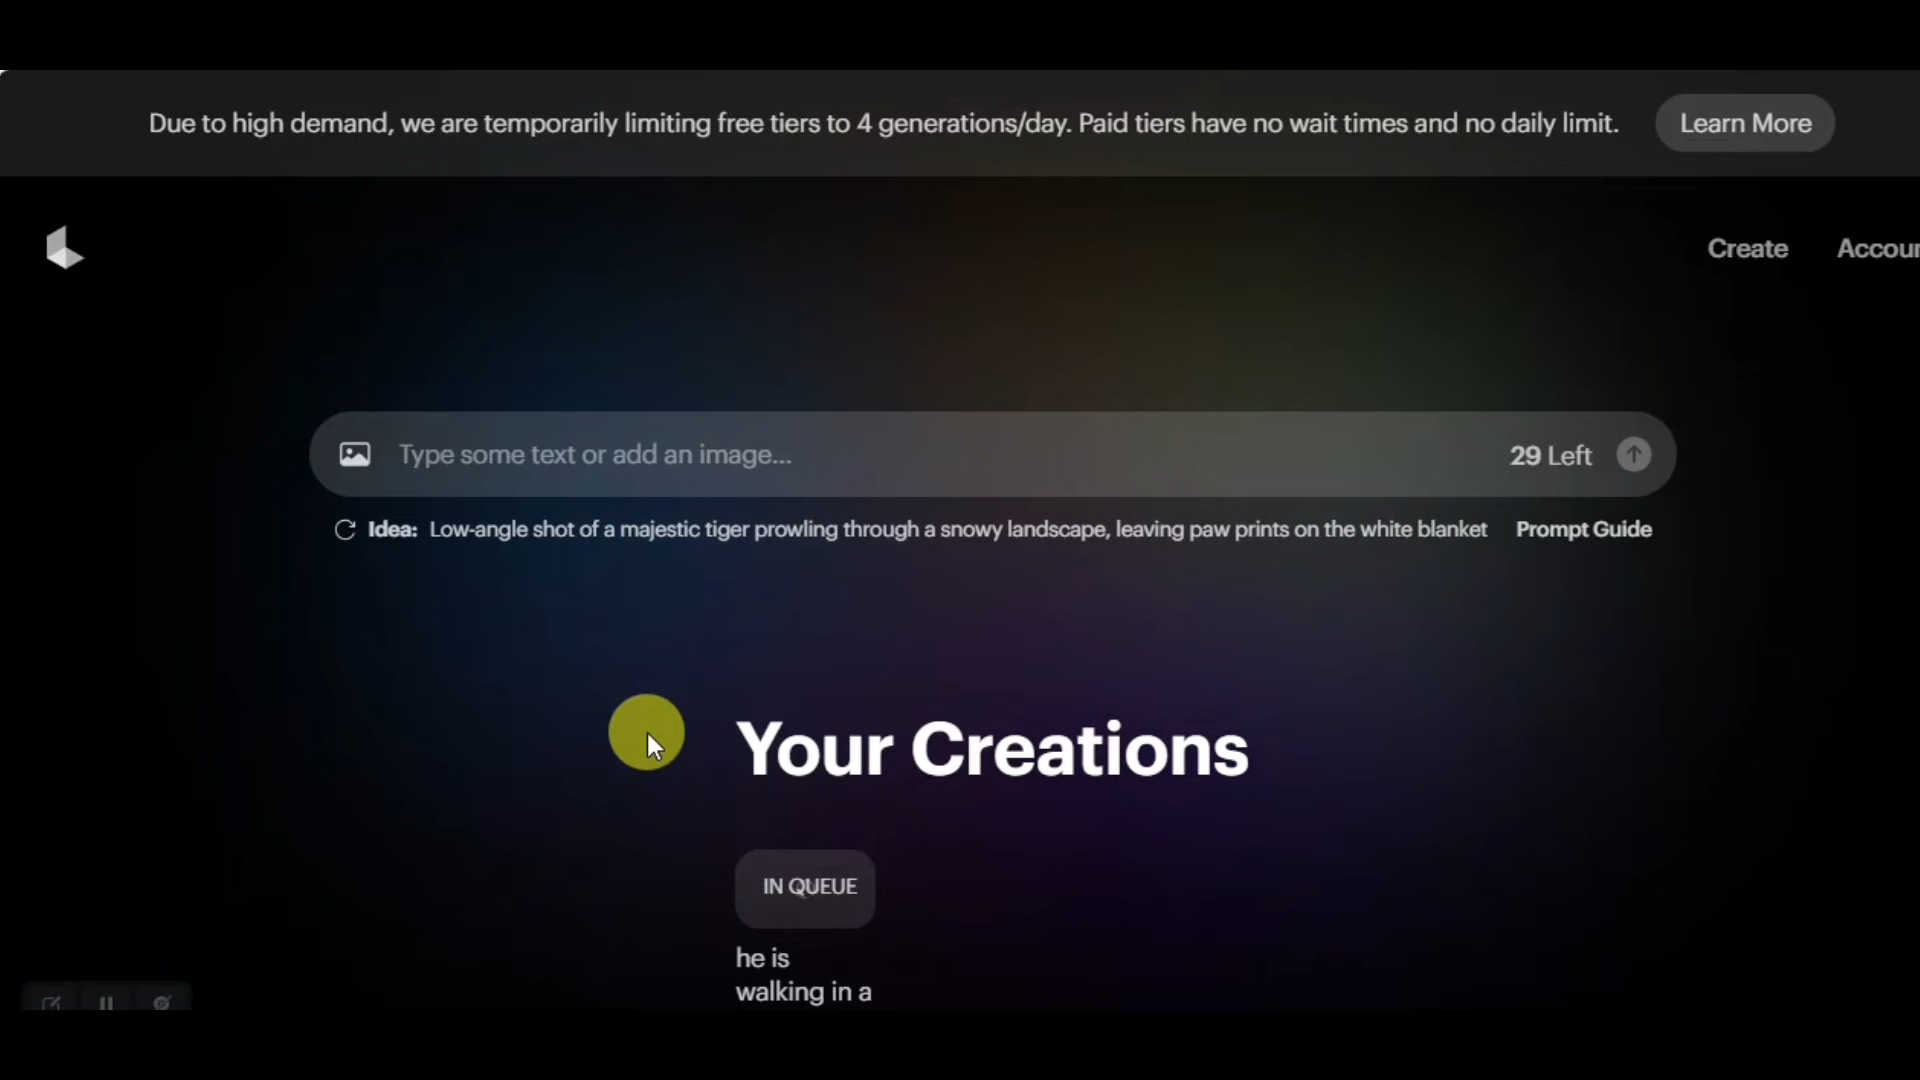 Due to high demand, we are temporarily limiting free tiers to 4 generations/day. Paid tiers have no wait times and no daily limit. Learn More
Create Accoun
Type some text or add an image... 29 Left
Idea: Low-angle shot of a majestic tiger prowling through a snowy landscape, leaving paw prints on the white blanket Prompt Guide
Your Creations
IN QUEUE
he is
walking in a